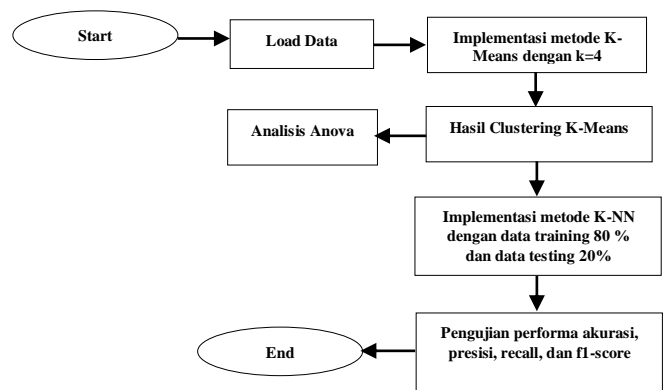 Start
Load Data
Implementasi metode K-
Means dengan k=4
Analisis Anova
Hasil Clustering K-Means
Implementasi metode K-NN
dengan data training 80 %
dan data testing 20%
End
Pengujian performa akurasi,
presisi, recall, dan f1-score